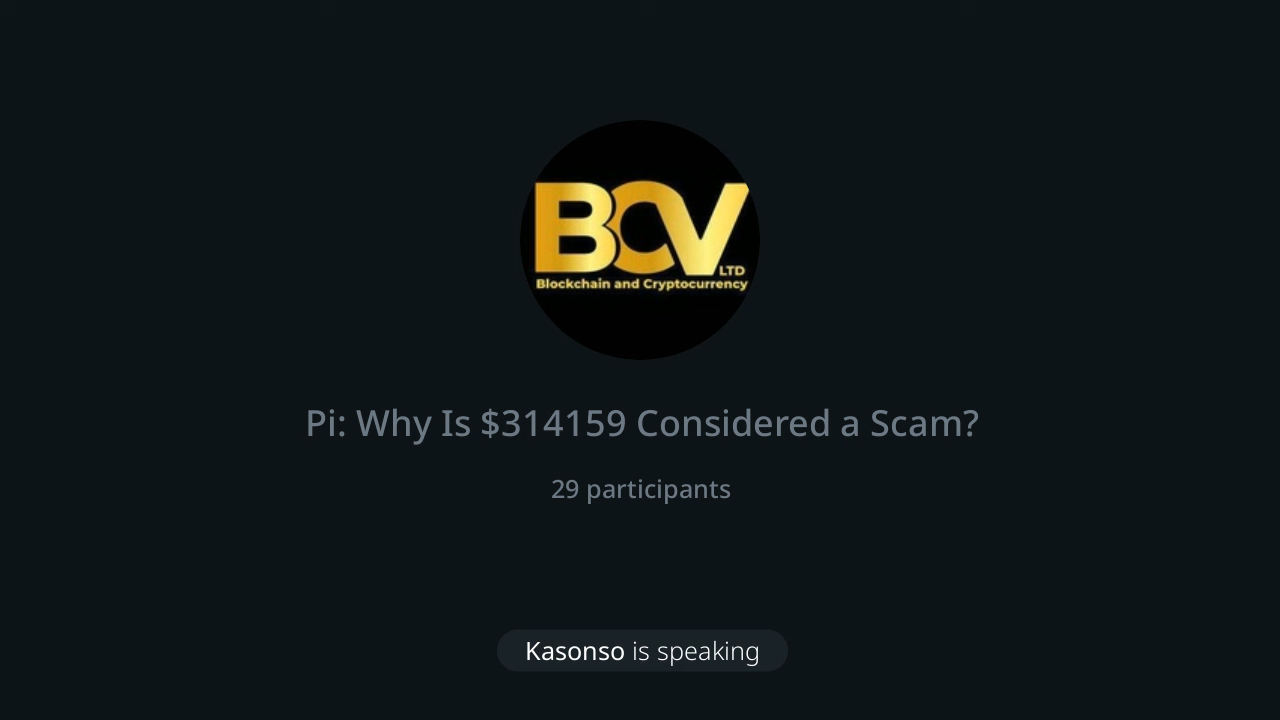 BCV
LTD
Blockchain and Cryptocurrency
Pi: Why Is $314159 Considered a Scam?
29 participants
Kasonso is speaking